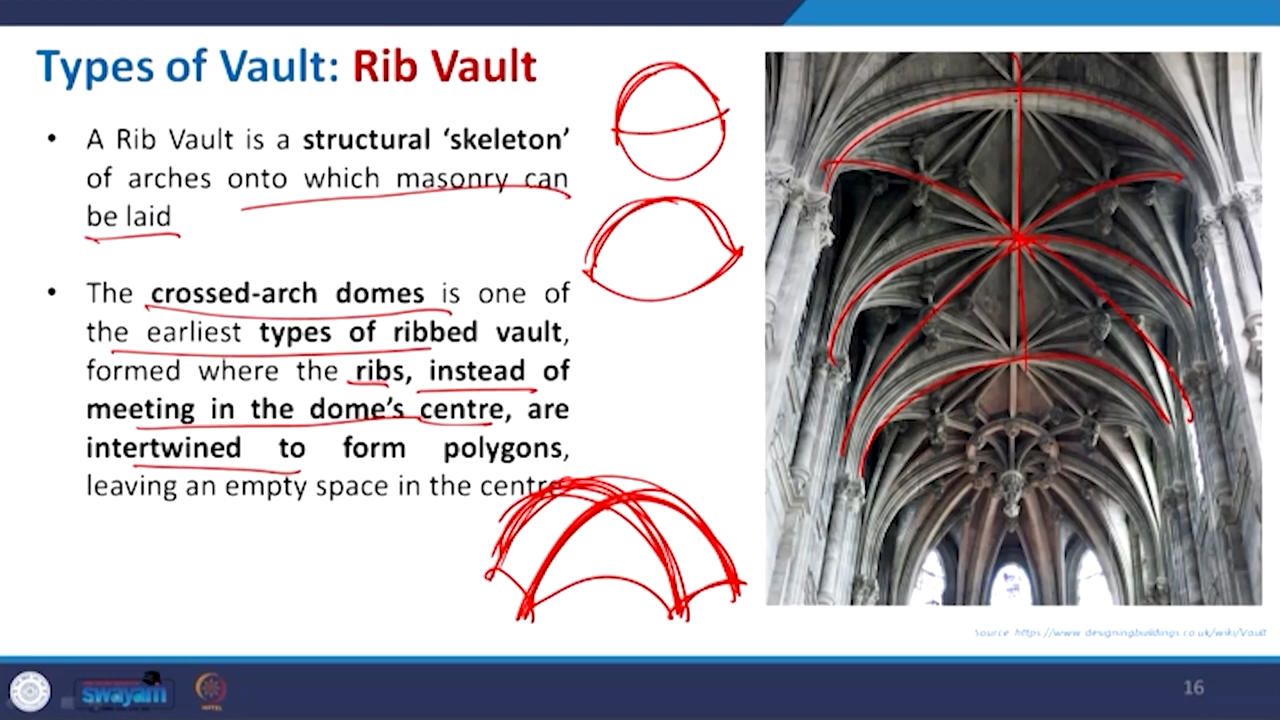 Types of Vault: Rib Vault
• A Rib Vault is a structural ‘skeleton’
of arches onto which masonry can
be laid
• The crossed-arch domes is one of
the earliest types of ribbed vault,
formed where the ribs, instead of
meeting in the dome’s centre, are
intertwined to form polygons,
leaving an empty space in the centre
Source: https://www.designingbuildings.co.uk/wiki/Vault
swayam
16